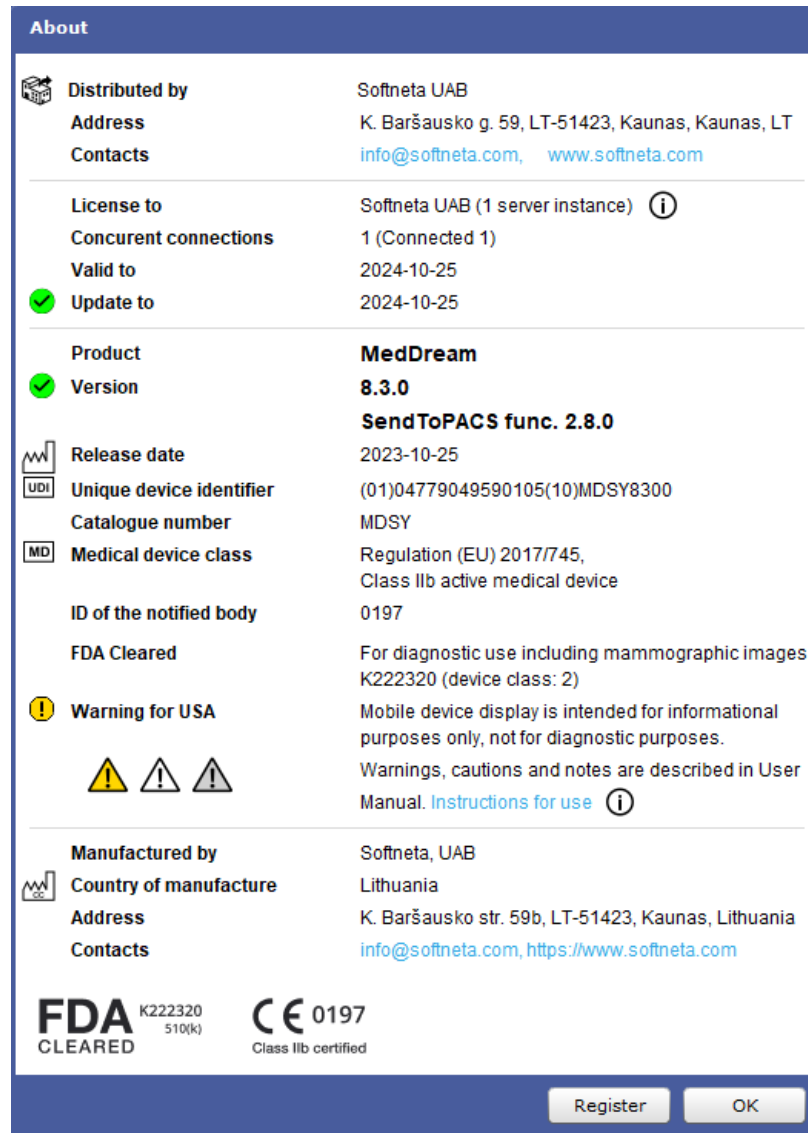 About
Distributed by Softneta UAB
Address K. Baršausko g. 59, LT-51423, Kaunas, Kaunas, LT
Contacts info@softneta.com, www.softneta.com
License to Softneta UAB (1 server instance) i
Concurent connections 1 (Connected 1)
Valid to 2024-10-25
Update to 2024-10-25
Product MedDream
Version 8.3.0
SendToPACS func. 2.8.0
Release date 2023-10-25
UDI Unique device identifier (01)04779049590105(10)MDSY8300
Catalogue number MDSY
MD Medical device class Regulation (EU) 2017/745,
Class IIb active medical device
ID of the notified body 0197
FDA Cleared For diagnostic use including mammographic images
K222320 (device class: 2)
Warning for USA Mobile device display is intended for informational
purposes only, not for diagnostic purposes.
Warnings, cautions and notes are described in User
Manual. Instructions for use i
Manufactured by Softneta, UAB
CC Country of manufacture Lithuania
Address K. Baršausko str. 59b, LT-51423, Kaunas, Lithuania
Contacts info@softneta.com, https://www.softneta.com
FDA K222320
510(k)
CLEARED
CE 0197
Class IIb certified
Register OK